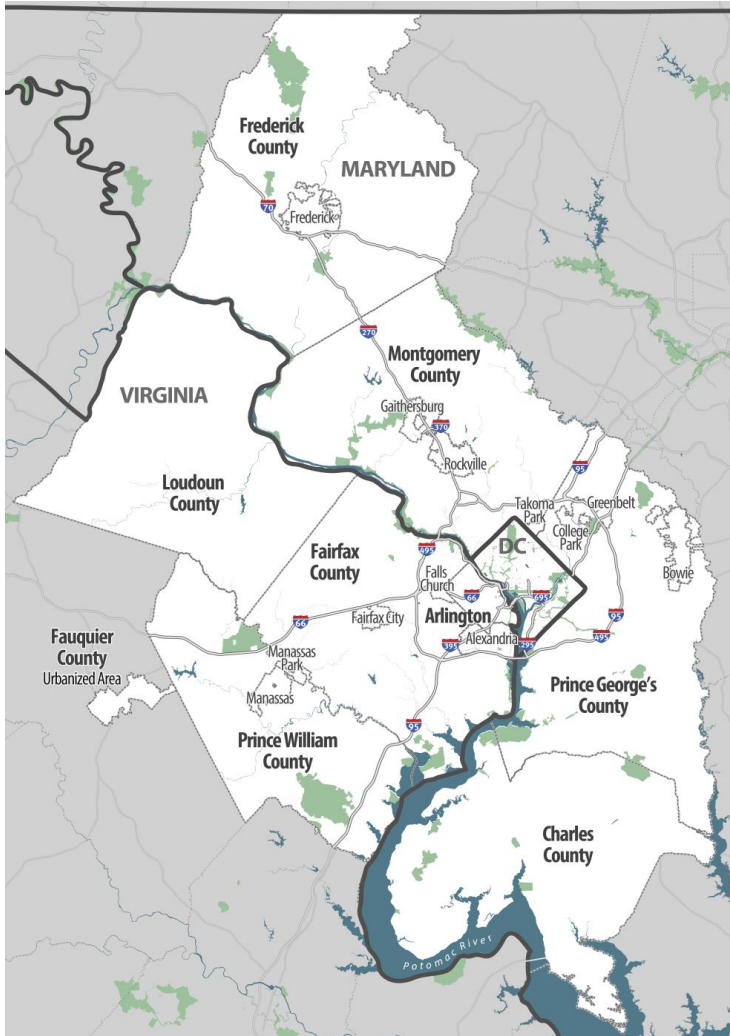 Frederick
County
MARYLAND
70
Frederick
270
Montgomery
County
VIRGINIA
Gaithersburg
370
Rockville
95
Loudoun
County
Takoma
Park
Greenbelt
College
Park
DC
495
Fairfax
County
Falls
Church
66
695
Bowie
Arlington
66
Fairfax City
95
Alexandria
395
295
495
Fauquier
County
Urbanized Area
Manassas
Park
Manassas
Prince George's
County
95
Prince William
County
Charles
County
Potomac River